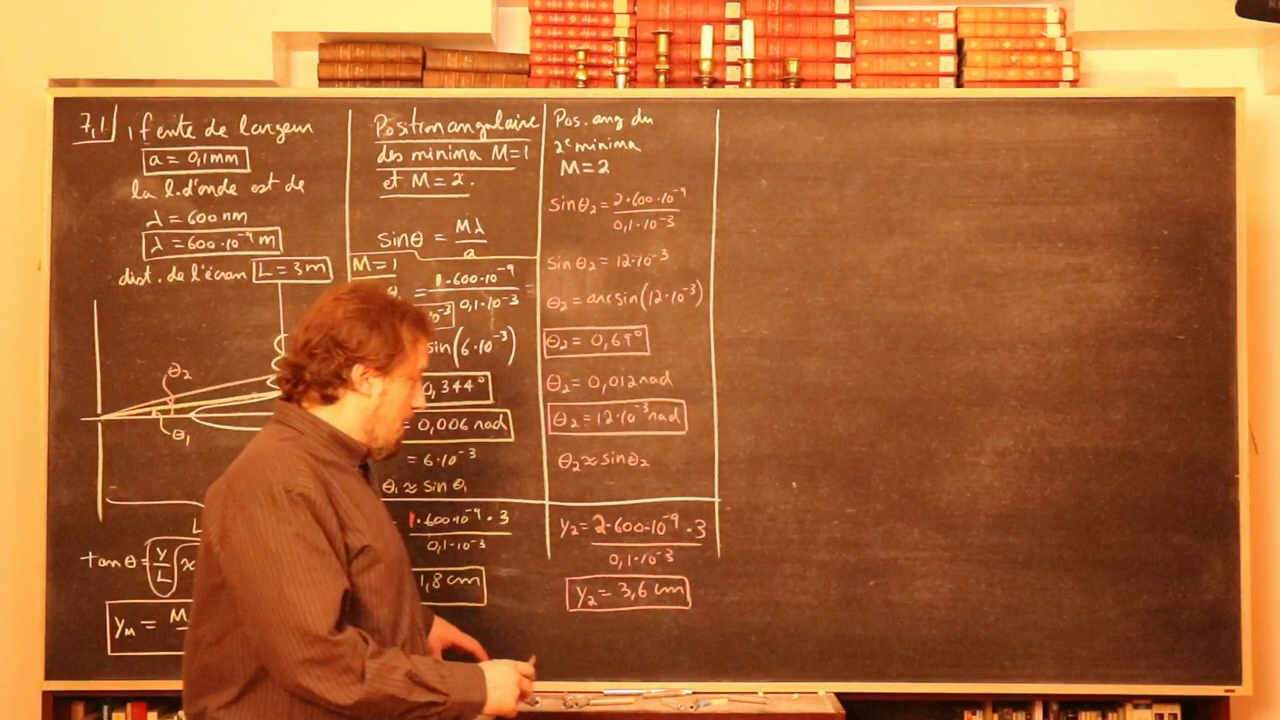 7,1 1 fente de largeur
a = 0,1 mm
la l. d'onde est de
λ = 600 nm
λ = 600·10⁻⁹ m
dist. de l'écran L = 3 m
θ₂
θ₁
L
tan θ = (y/L) ≈
y_M = M
Position angulaire
des minima M=1
et M=2.
sin θ = Mλ/a
M=1
= 1·600·10⁻⁹/0,1·10⁻³ =
10⁻³
sin(6·10⁻³)
0,344°
= 0,006 rad
= 6·10⁻³
θ₁ ≈ sin θ₁
1·600·10⁻⁹·3/0,1·10⁻³
1,8 cm
Pos. ang du
2ᵉ minima
M=2
sin θ₂ = 2·600·10⁻⁹/0,1·10⁻³
sin θ₂ = 12·10⁻³
θ₂ = arcsin(12·10⁻³)
θ₂ = 0,69°
θ₂ = 0,012 rad
θ₂ = 12·10⁻³ rad
θ₂ ≈ sin θ₂
y₂ = 2·600·10⁻⁹·3/0,1·10⁻³
y₂ = 3,6 cm